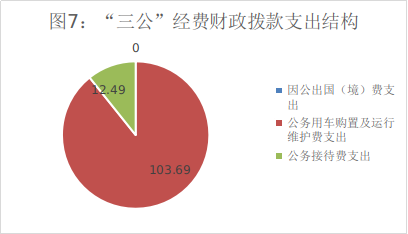 图7：“三公”经费财政拨款支出结构
0
12.49
103.69
因公出国（境）费支
出
公务用车购置及运行
维护费支出
公务接待费支出